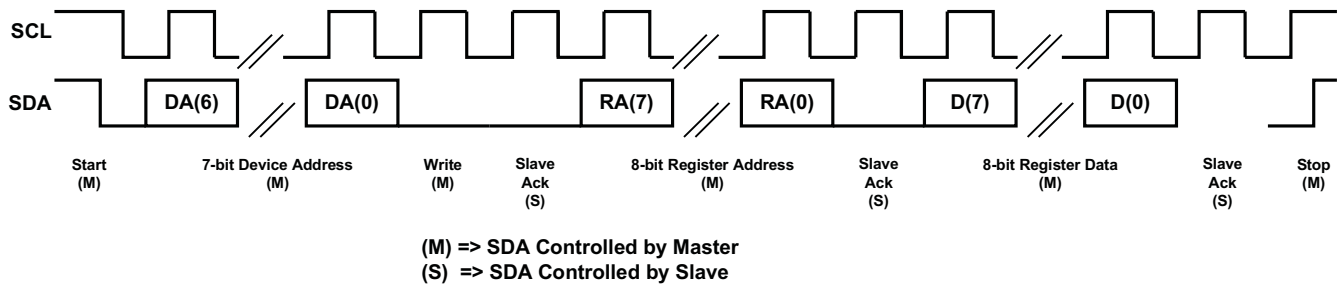 SCL
SDA
DA(6)
DA(0)
RA(7)
RA(0)
D(7)
D(0)
Start
(M)
7-bit Device Address
(M)
Write
(M)
Slave
Ack
(S)
8-bit Register Address
(M)
Slave
Ack
(S)
8-bit Register Data
(M)
Slave
Ack
(S)
Stop
(M)
(M) => SDA Controlled by Master
(S) => SDA Controlled by Slave